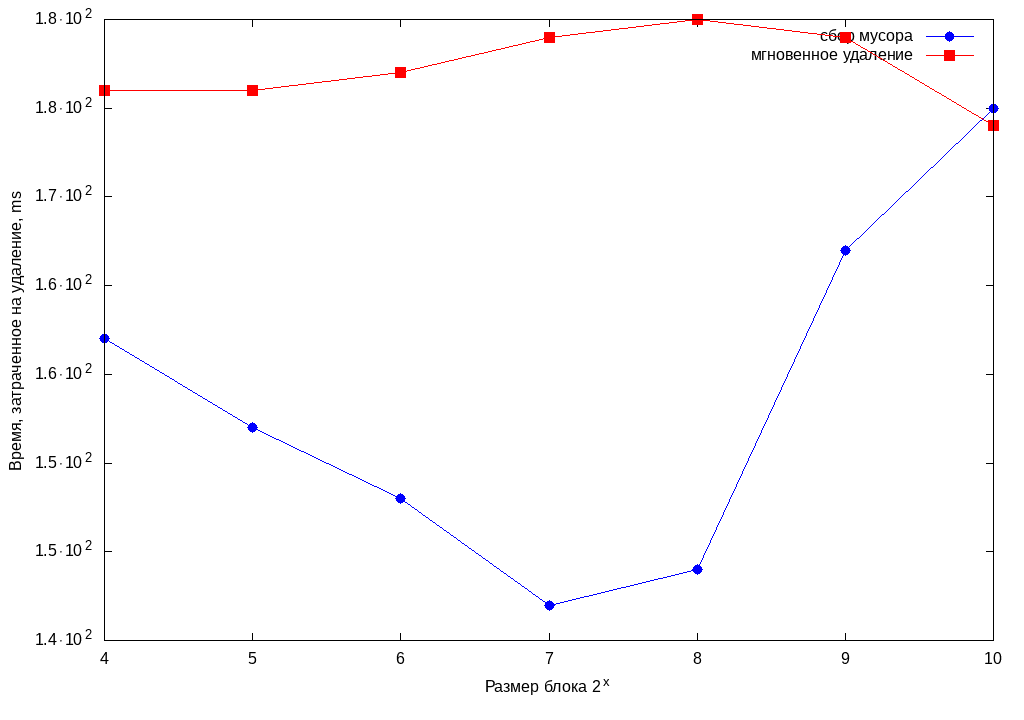 1.8·10²
1.8·10²
1.7·10²
1.6·10²
1.6·10²
1.5·10²
1.5·10²
1.4·10²
Время, затраченное на удаление, ms
сбор мусора
мгновенное удаление
4 5 6 7 8 9 10
Размер блока 2ˣ